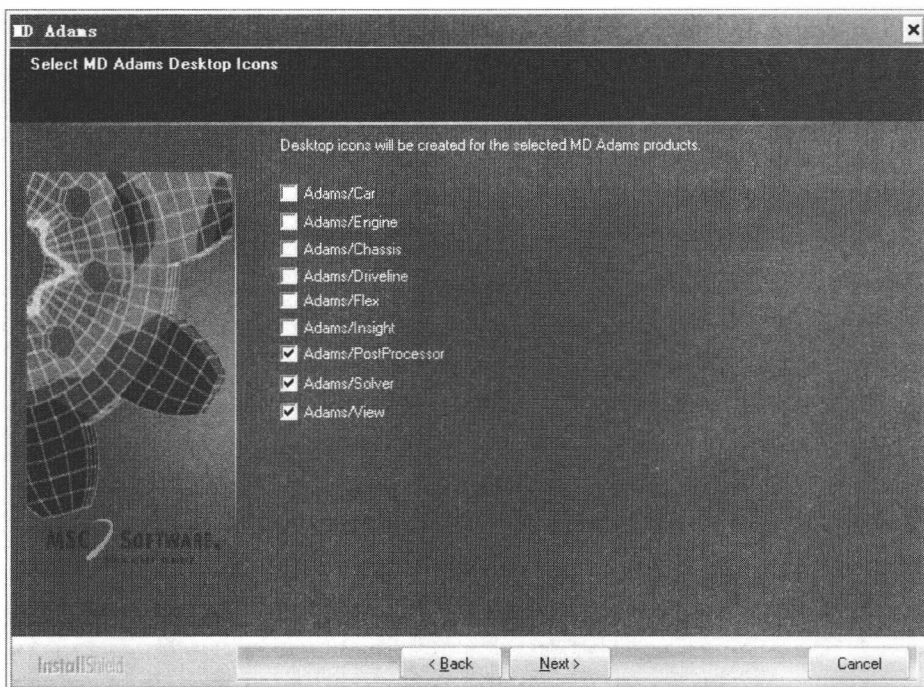 MD Adams
Select MD Adams Desktop Icons
Desktop icons will be created for the selected MD Adams products.
Adams/Car
Adams/Engine
Adams/Chassis
Adams/Driveline
Adams/Flex
Adams/Insight
Adams/PostProcessor
Adams/Solver
Adams/View
MSC SOFTWARE
InstallShield
< Back
Next >
Cancel